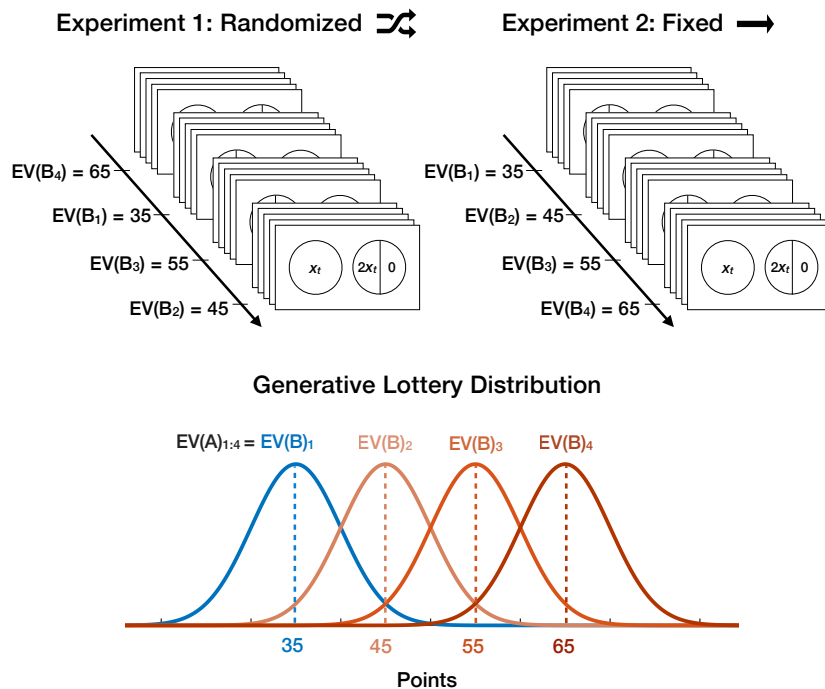 Experiment 1: Randomized
Experiment 2: Fixed
EV(B₄) = 65
EV(B₁) = 35
EV(B₃) = 55
EV(B₂) = 45
xₜ
2xₜ
0
EV(B₁) = 35
EV(B₂) = 45
EV(B₃) = 55
EV(B₄) = 65
xₜ
2xₜ
0
Generative Lottery Distribution
EV(A)₁:₄ = EV(B)₁
EV(B)₂
EV(B)₃
EV(B)₄
35
45
55
65
Points